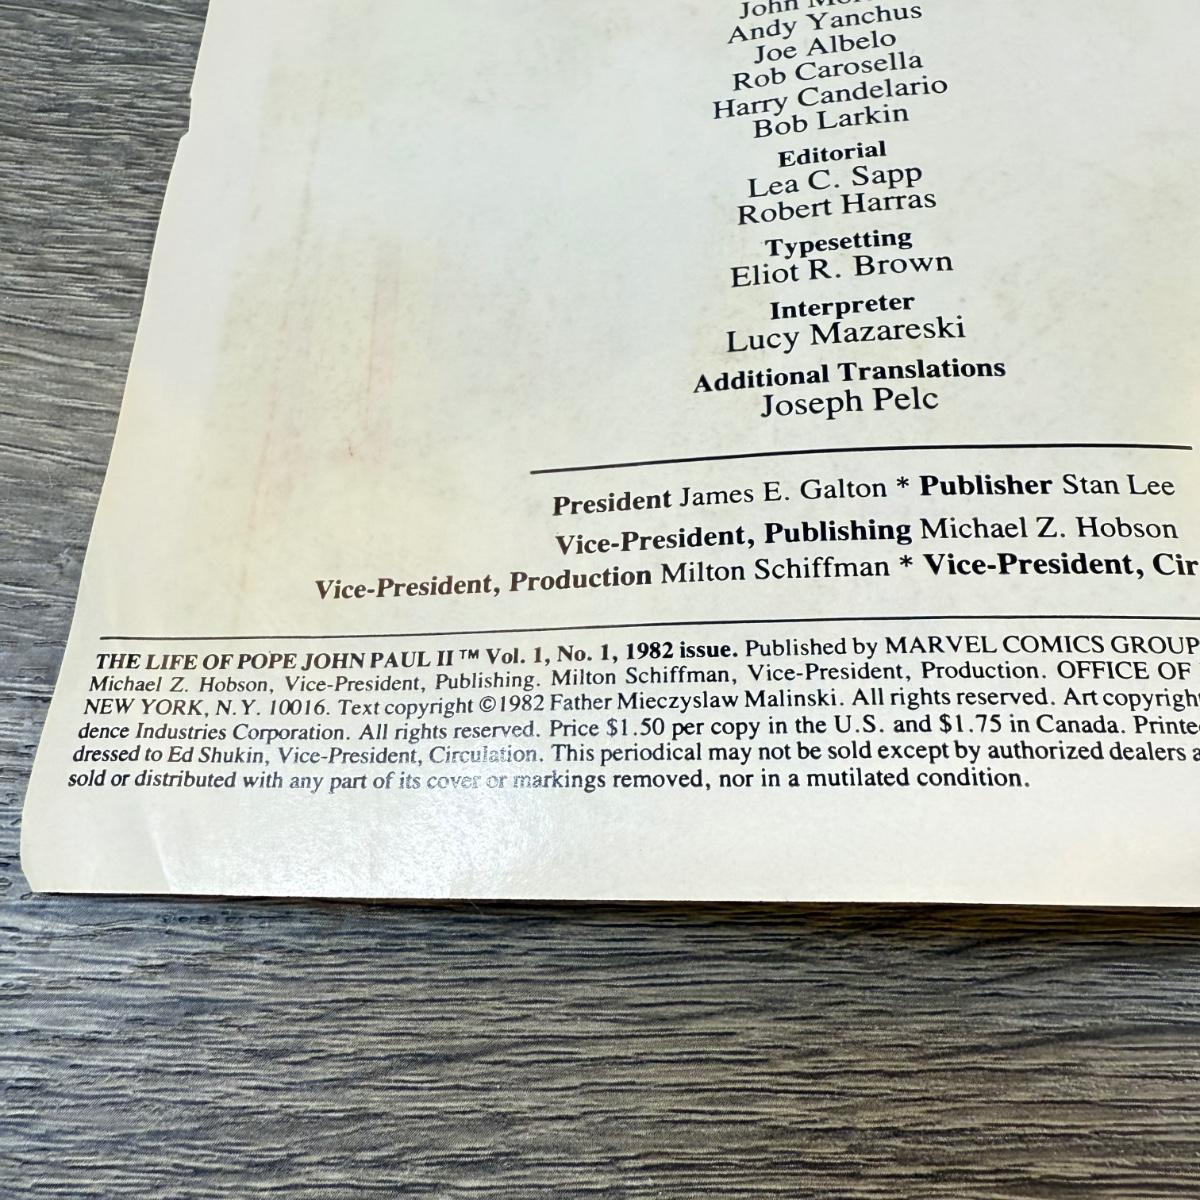 John
Andy Yanchus
Joe Albelo
Rob Carosella
Harry Candelario
Bob Larkin
Editorial
Lea C. Sapp
Robert Harras
Typesetting
Eliot R. Brown
Interpreter
Lucy Mazareski
Additional Translations
Joseph Pelc
President James E. Galton * Publisher Stan Lee
Vice-President, Publishing Michael Z. Hobson
Vice-President, Production Milton Schiffman * Vice-President, Cir
THE LIFE OF POPE JOHN PAUL II ™ Vol. 1, No. 1, 1982 issue. Published by MARVEL COMICS GROUP
Michael Z. Hobson, Vice-President, Publishing. Milton Schiffman, Vice-President, Production. OFFICE OF
NEW YORK, N.Y. 10016. Text copyright ©1982 Father Mieczyslaw Malinski. All rights reserved. Art copyright
dence Industries Corporation. All rights reserved. Price $1.50 per copy in the U.S. and $1.75 in Canada. Printe
dressed to Ed Shukin, Vice-President, Circulation. This periodical may not be sold except by authorized dealers a
sold or distributed with any part of its cover or markings removed, nor in a mutilated condition.